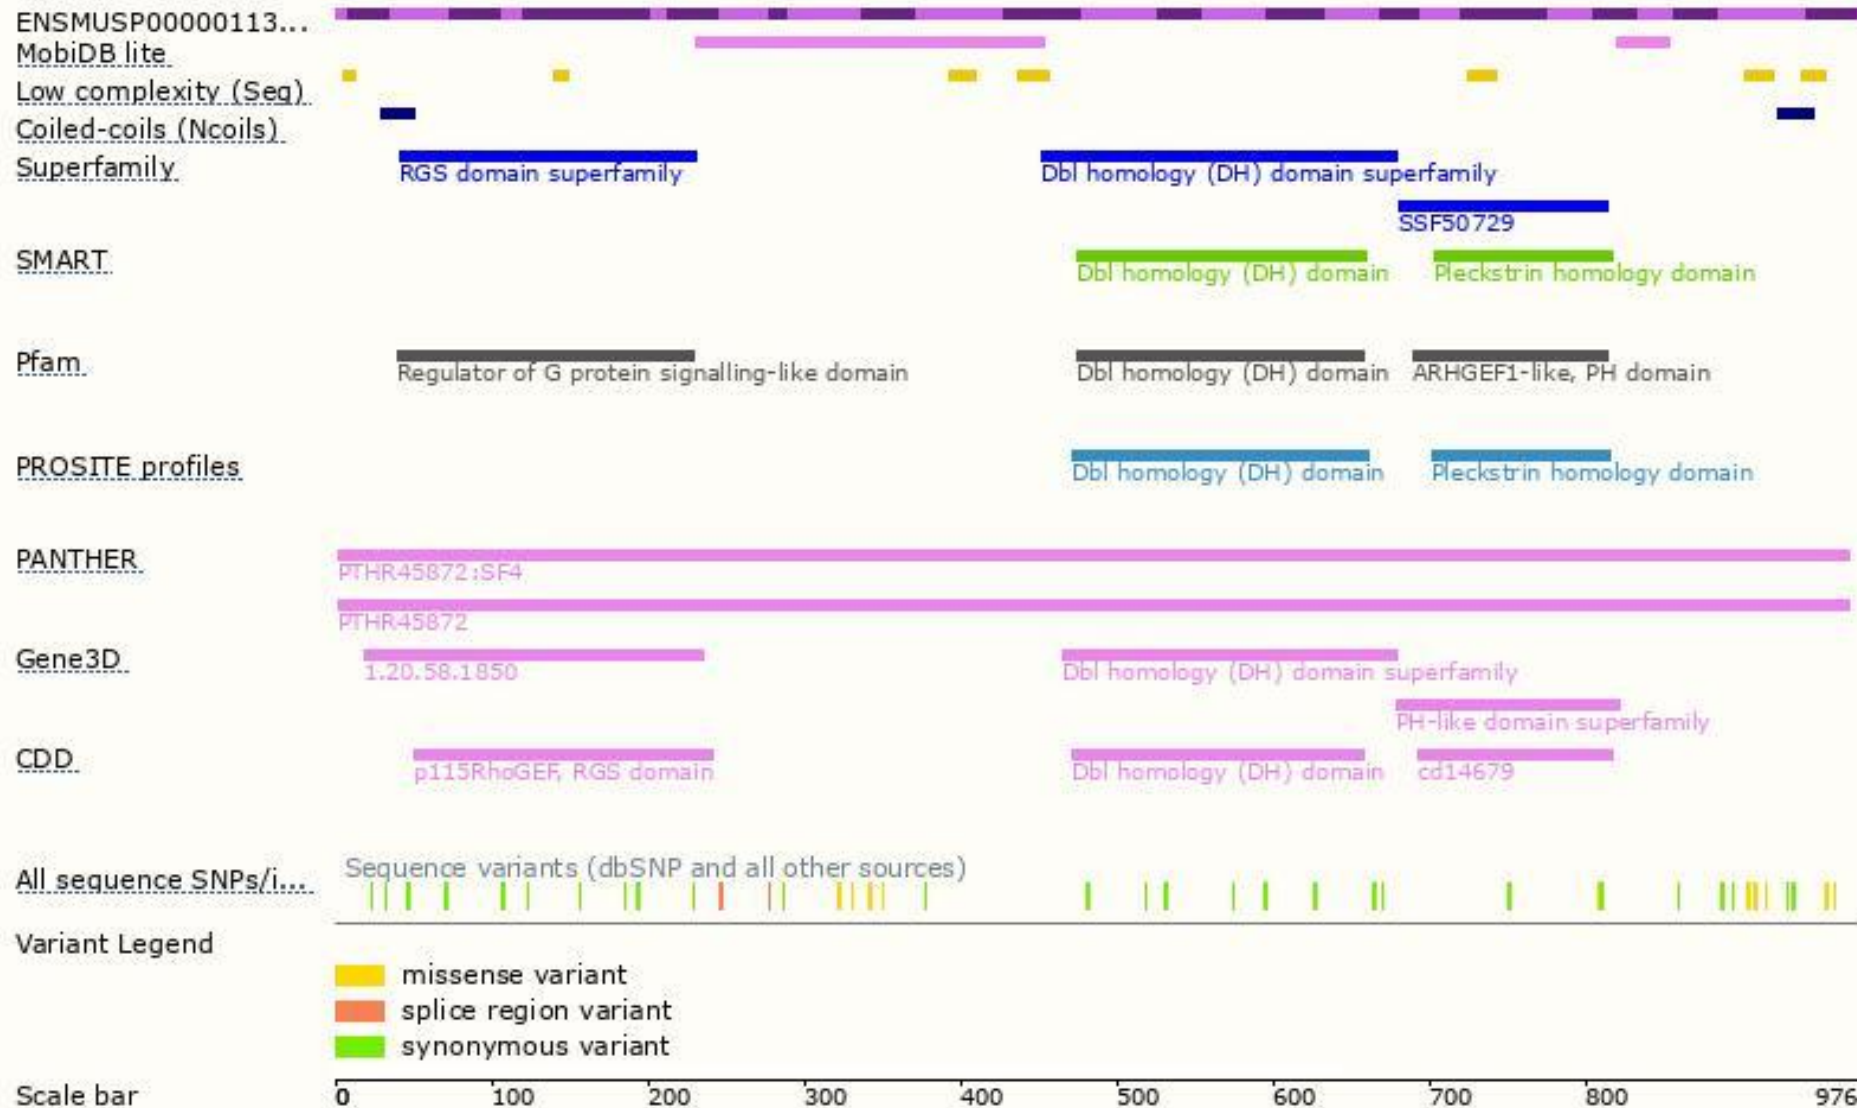 ENSMUSP00000113...
MobiDB lite
Low complexity (Seg)
Coiled-coils (Ncoils)
Superfamily
RGS domain superfamily
Dbl homology (DH) domain superfamily
SSF50729
SMART
Dbl homology (DH) domain
Pleckstrin homology domain
Pfam
Regulator of G protein signalling-like domain
Dbl homology (DH) domain
ARHGEF1-like, PH domain
PROSITE profiles
Dbl homology (DH) domain
Pleckstrin homology domain
PANTHER
PTHR45872:SF4
PTHR45872
Gene3D
1.20.58.1850
Dbl homology (DH) domain superfamily
PH-like domain superfamily
CDD
p115RhoGEF, RGS domain
Dbl homology (DH) domain
cd14679
Sequence variants (dbSNP and all other sources)
All sequence SNPs/i...
Variant Legend
missense variant
splice region variant
synonymous variant
Scale bar
0 100 200 300 400 500 600 700 800 976